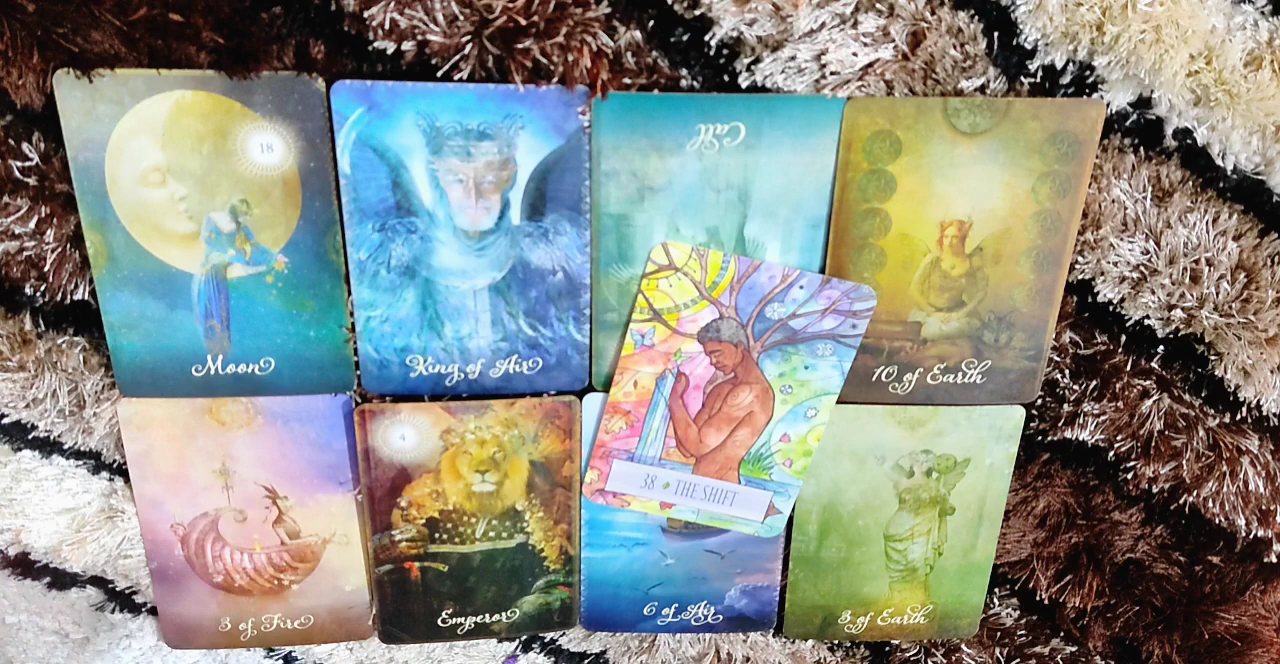 18
Moon
King of Air
Call
10 of Earth
38 ♦ THE SHIFT
3 of Fire
4
Emperor
6 of Air
3 of Earth